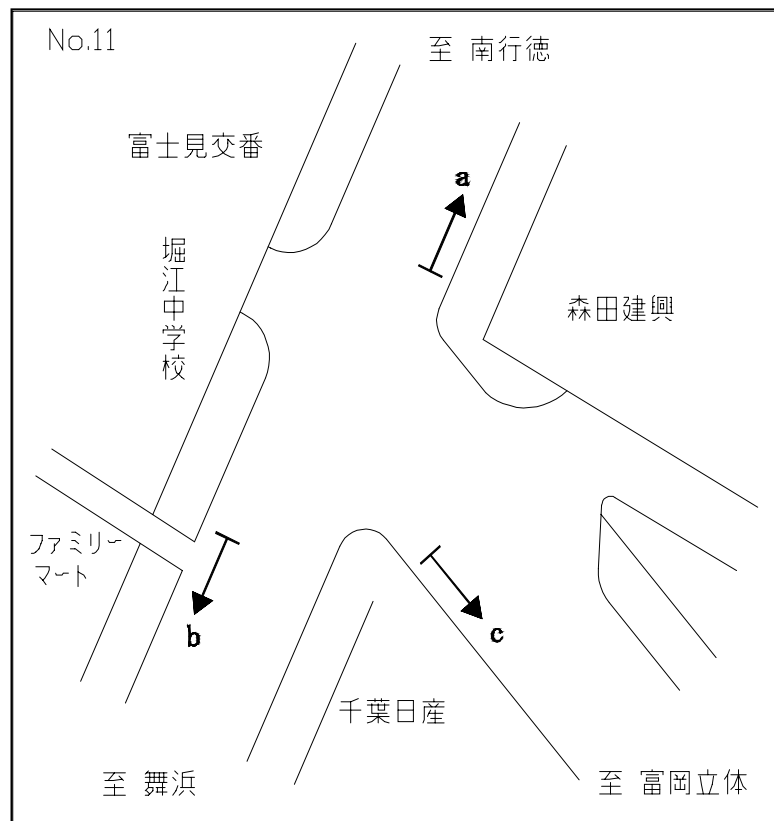 No.11
至 南行徳
富士見交番
a
堀江中学校
森田建興
ファミリー
マート
b
c
千葉日産
至 舞浜
至 富岡立体